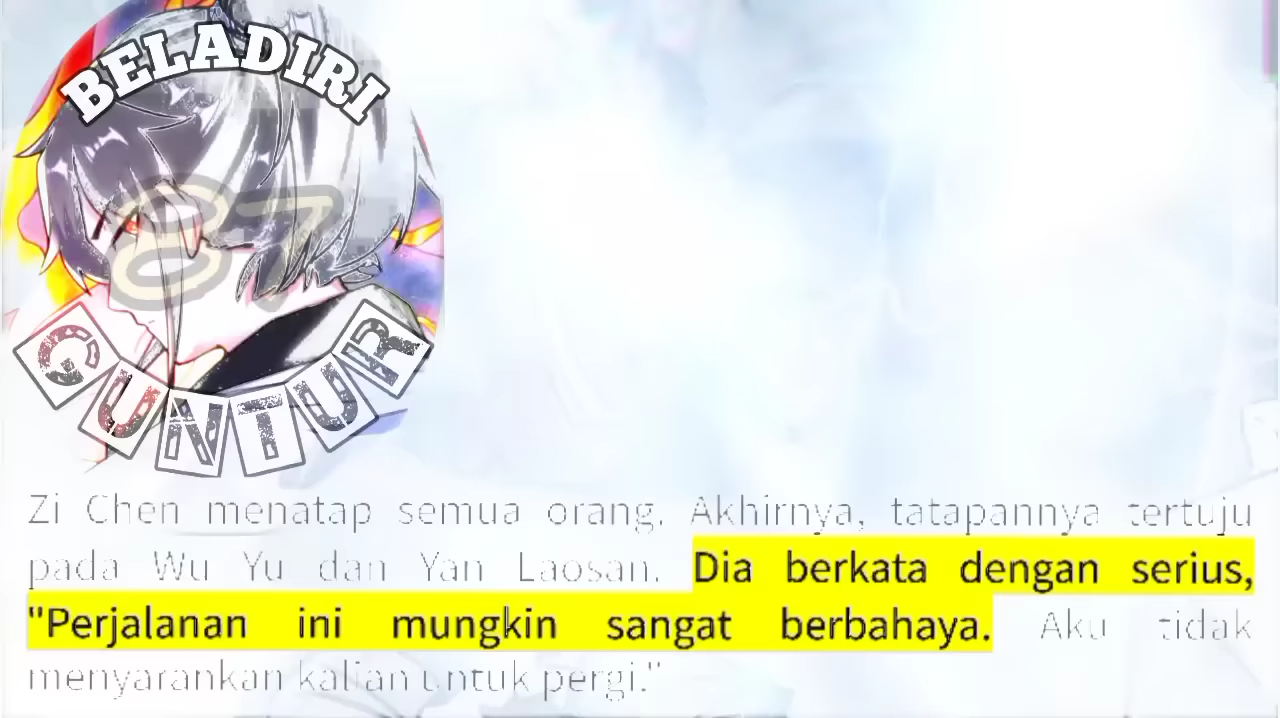 BELADIRI
87
GUNTUR
Zi Chen menatap semua orang. Akhirnya, tatapannya tertuju
pada Wu Yu dan Yan Laosan. Dia berkata dengan serius,
"Perjalanan ini mungkin sangat berbahaya. Aku tidak
menyarankan kalian untuk pergi."